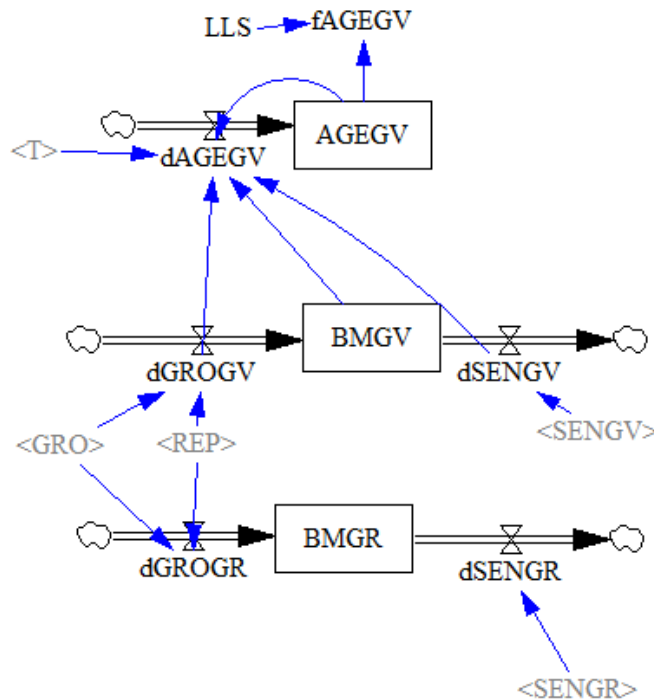 LLS fAGEGV
AGEGV
<T> dAGEGV
BMGV
dGROGV dSENGV
<GRO> <REP> <SENGV>
BMGR
dGROGR dSENGR
<SENGR>